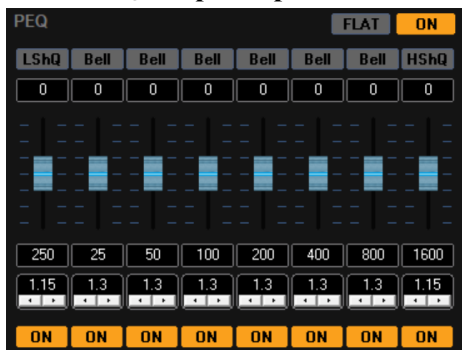 PEQ FLAT ON
LShQ Bell Bell Bell Bell Bell Bell HShQ
0 0 0 0 0 0 0 0
250 25 50 100 200 400 800 1600
1.15 1.3 1.3 1.3 1.3 1.3 1.3 1.15
ON ON ON ON ON ON ON ON